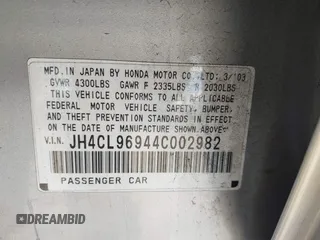 MFD. IN JAPAN BY HONDA MOTOR CO., LTD: 3/'03
GVWR 4300LBS GAWR F 2335LBS R 2030LBS
THIS VEHICLE CONFORMS TO ALL APPLICABLE
FEDERAL MOTOR VEHICLE SAFETY, BUMPER,
AND THEFT PREVENTION STANDARDS IN EFFECT ON THE
DATE OF MANUFACTURE SHOWN ABOVE.
V.I.N. JH4CL96944C002982
PASSENGER CAR
DREAMBID